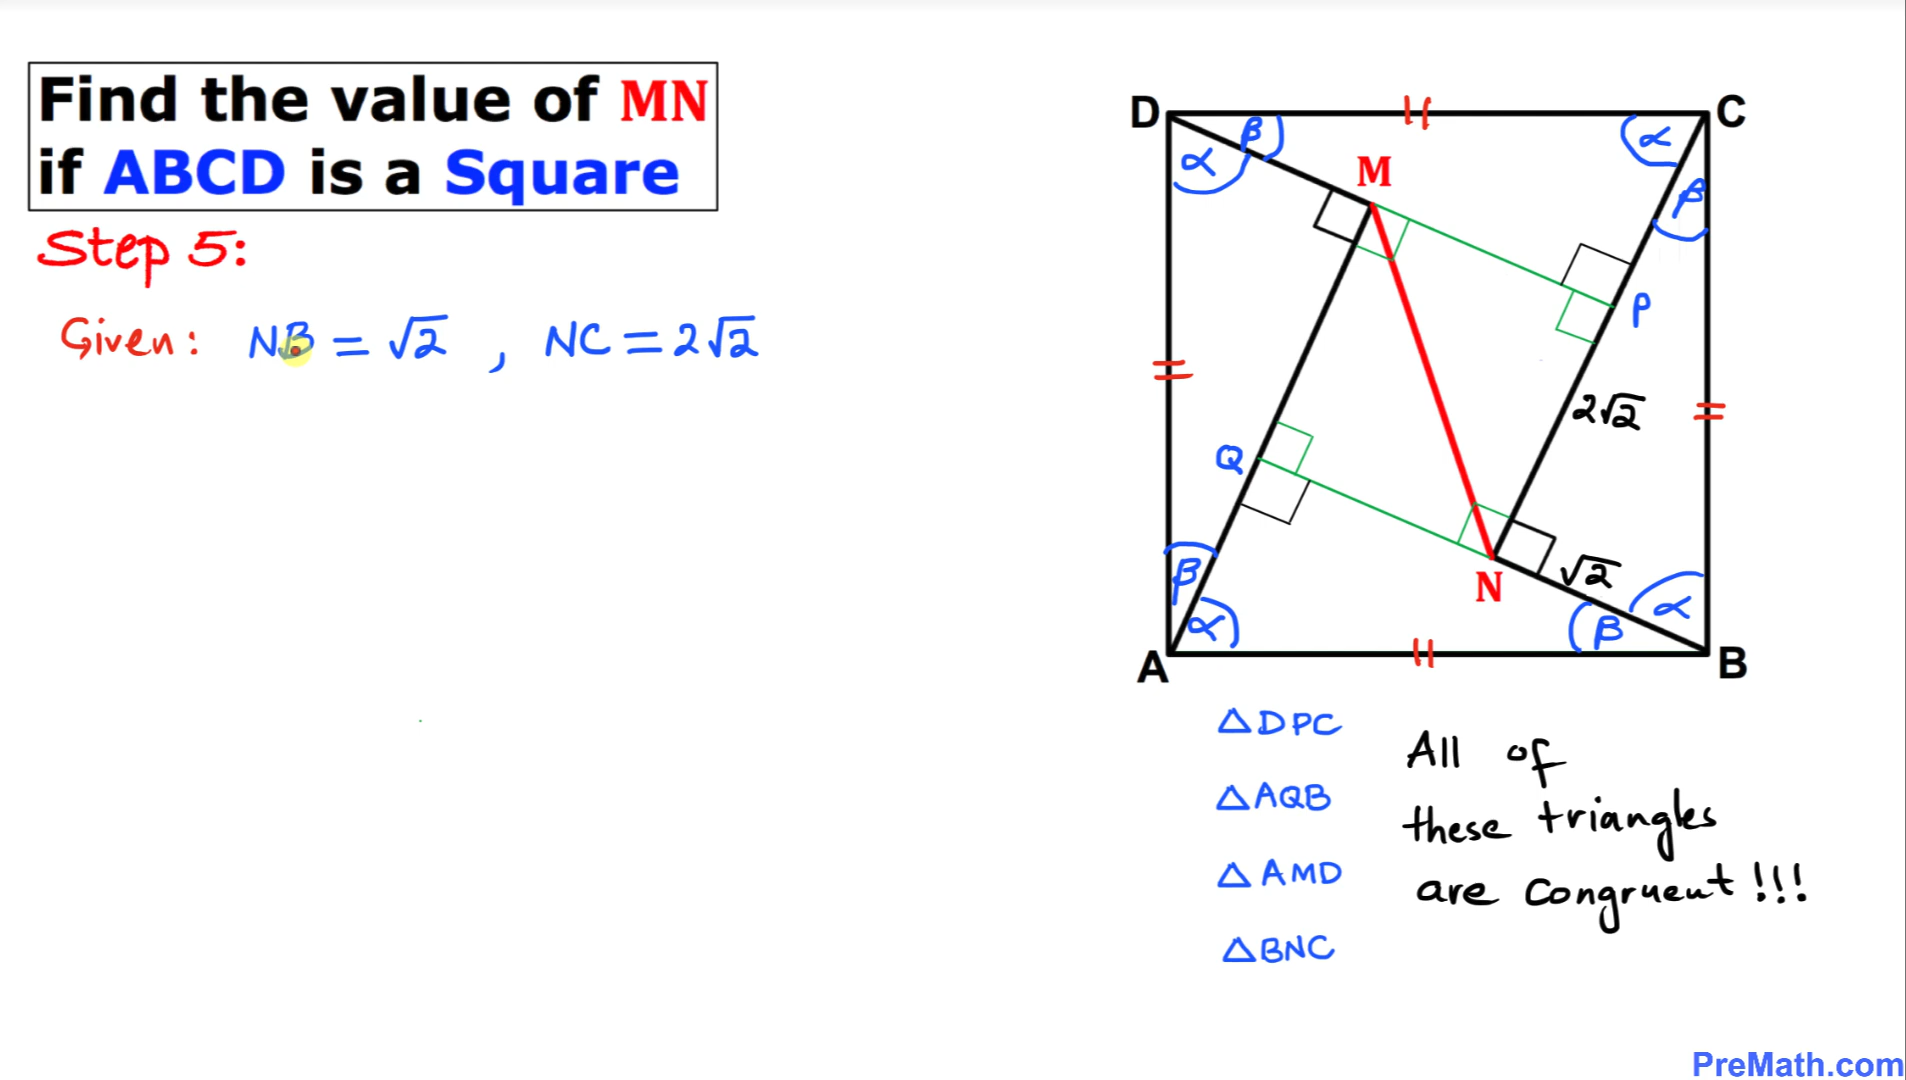 Find the value of MN
if ABCD is a Square
Step 5:
Given: NB = √2 , NC = 2√2
D
C
β
α
α
β
M
P
2√2
Q
N
√2
β
α
α
β
A
B
△DPC
△AQB
△AMD
△BNC
All of
these triangles
are congruent!!!
PreMath.com